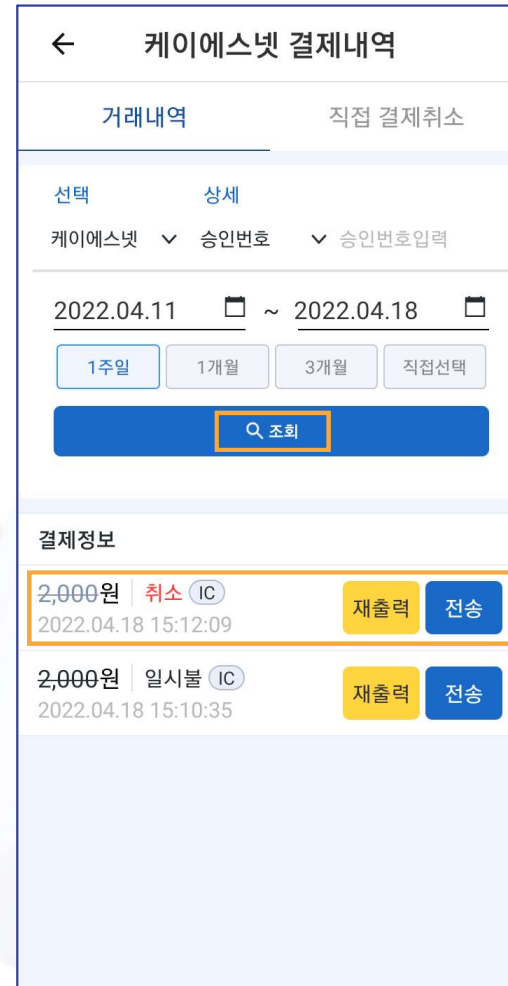 케이에스넷 결제내역
거래내역 직접 결제취소
선택 상세
케이에스넷 승인번호 승인번호입력
2022.04.11 ~ 2022.04.18
1주일 1개월 3개월 직접선택
조회
결제정보
2,000원 취소 IC 재출력 전송
2022.04.18 15:12:09
2,000원 일시불 IC 재출력 전송
2022.04.18 15:10:35